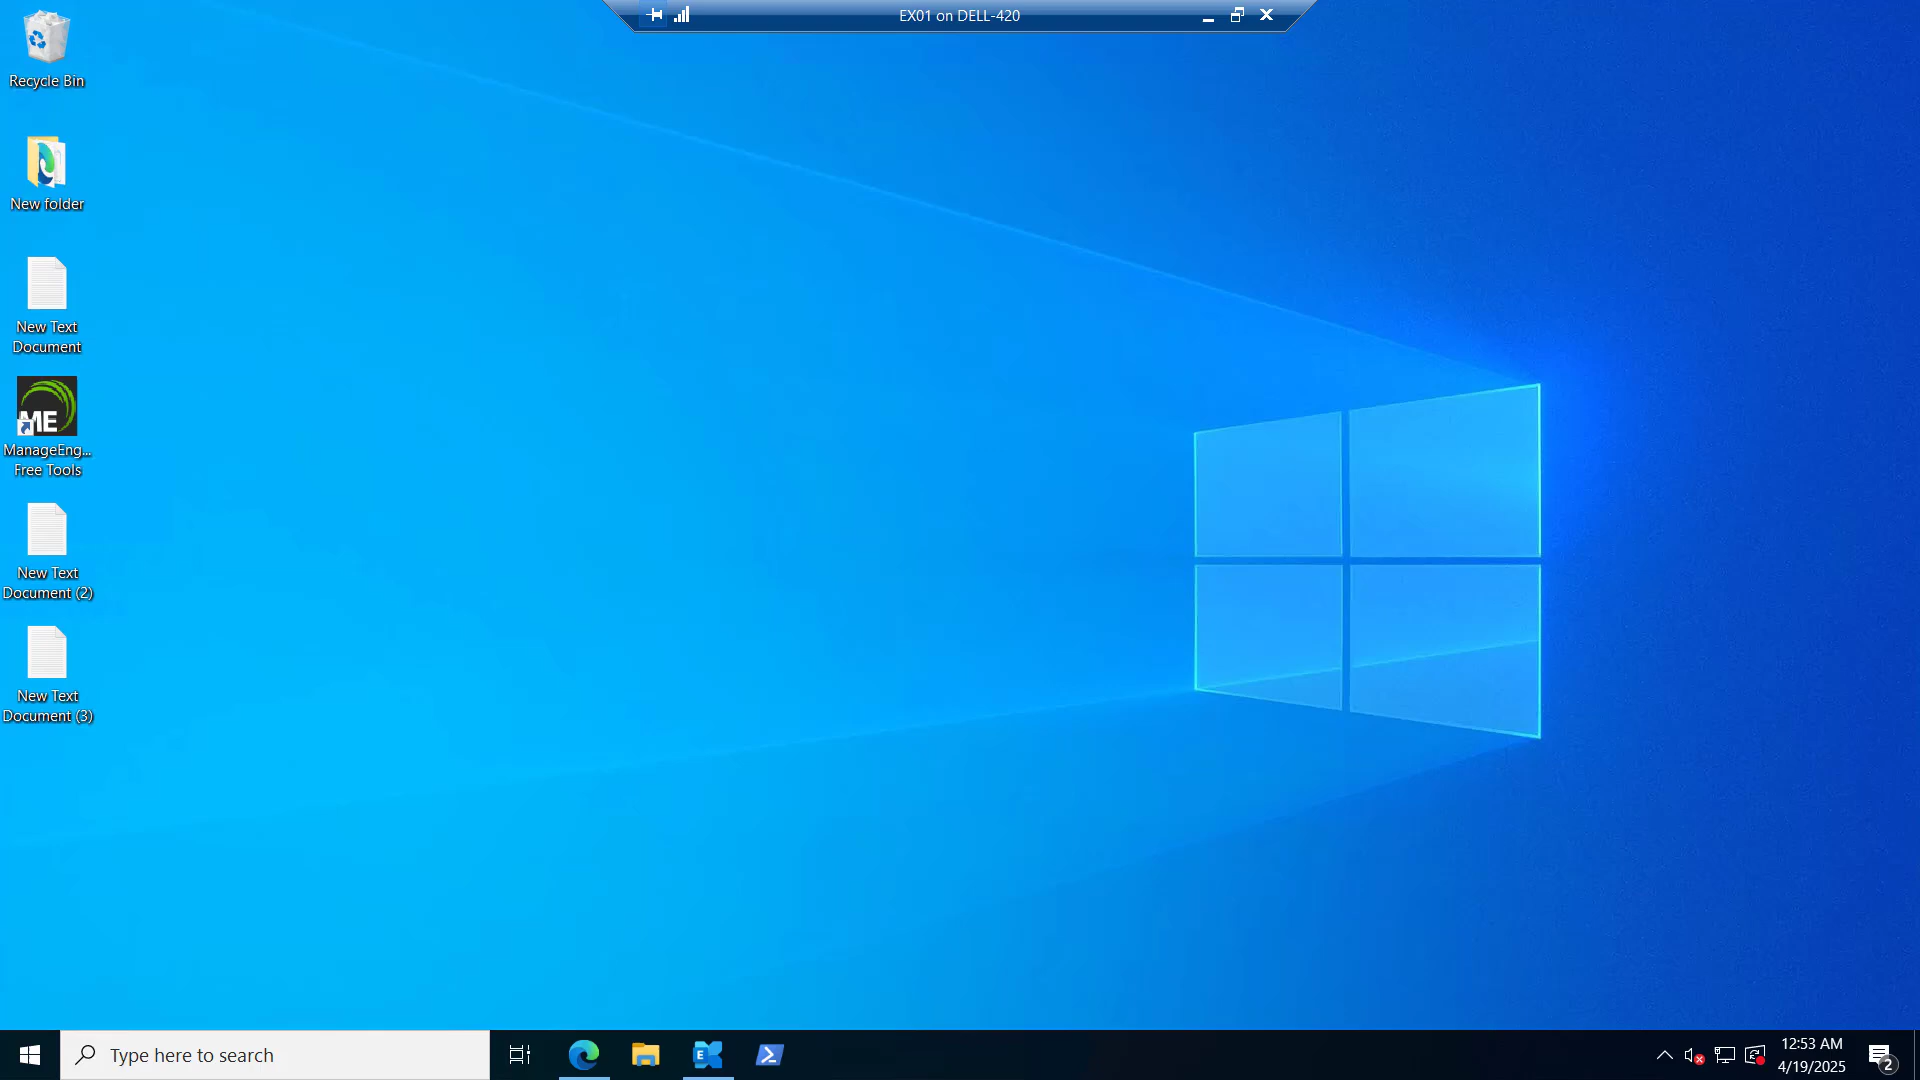 EX01 on DELL-420
Recycle Bin
New folder
New Text
Document
ME
ManageEng...
Free Tools
New Text
Document (2)
New Text
Document (3)
Type here to search
E
12:53 AM
4/19/2025
2